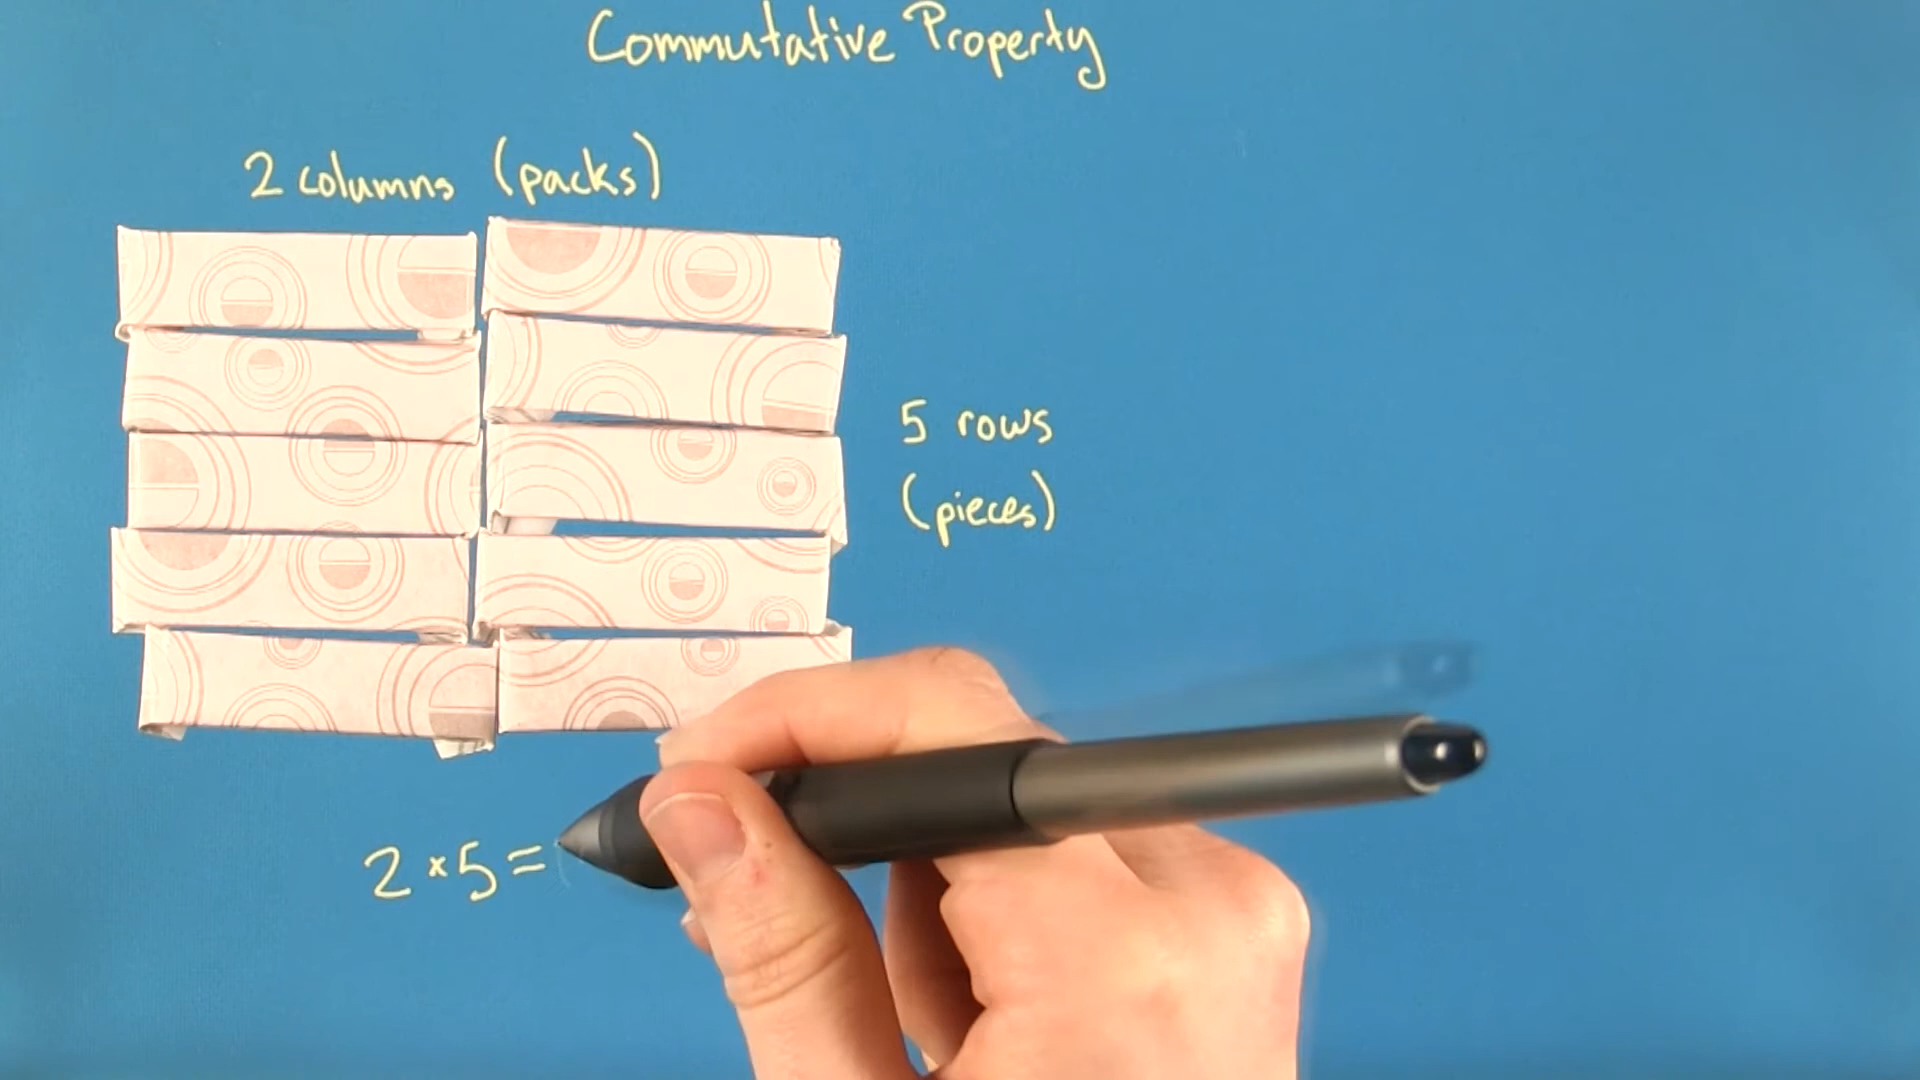 Commutative Property
2 columns (packs)
5 rows
(pieces)
2×5=